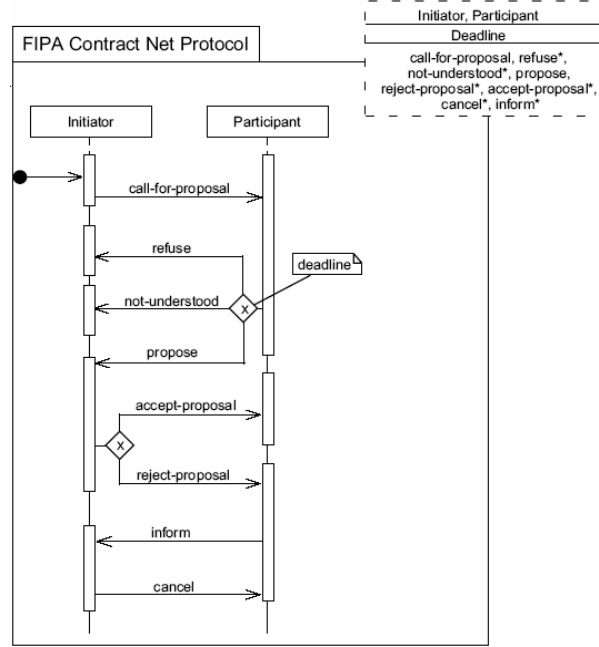 Initiator, Participant
Deadline
call-for-proposal, refuse*,
not-understood*, propose,
reject-proposal*, accept-proposal*,
cancel*, inform*
FIPA Contract Net Protocol
Initiator
Participant
call-for-proposal
refuse
deadline
not-understood
x
propose
accept-proposal
x
reject-proposal
inform
cancel